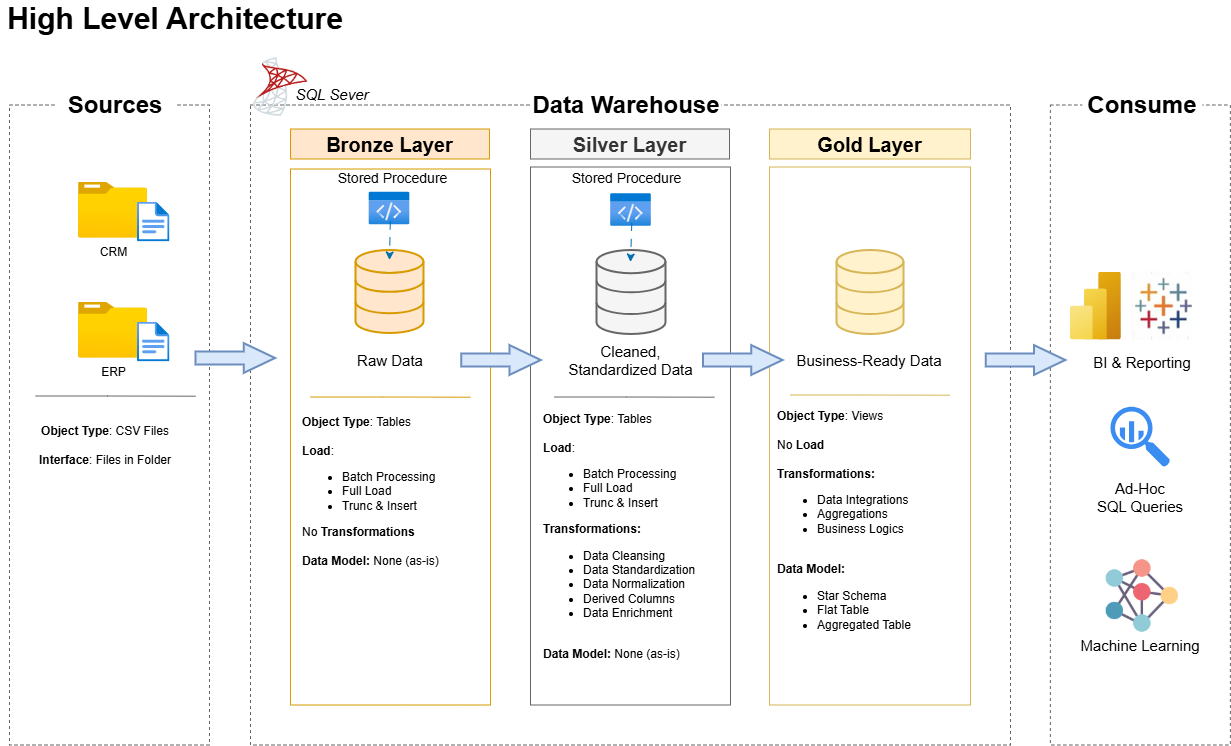 High Level Architecture
SQL Sever
Sources
Data Warehouse
Consume
CRM
ERP
Object Type: CSV Files
Interface: Files in Folder
Bronze Layer
Stored Procedure
</>
Raw Data
Object Type: Tables
Load:
• Batch Processing
• Full Load
• Trunc & Insert
No Transformations
Data Model: None (as-is)
Silver Layer
Stored Procedure
</>
Cleaned,
Standardized Data
Object Type: Tables
Load:
• Batch Processing
• Full Load
• Trunc & Insert
Transformations:
• Data Cleansing
• Data Standardization
• Data Normalization
• Derived Columns
• Data Enrichment
Data Model: None (as-is)
Gold Layer
Business-Ready Data
Object Type: Views
No Load
Transformations:
• Data Integrations
• Aggregations
• Business Logics
Data Model:
• Star Schema
• Flat Table
• Aggregated Table
BI & Reporting
Ad-Hoc
SQL Queries
Machine Learning